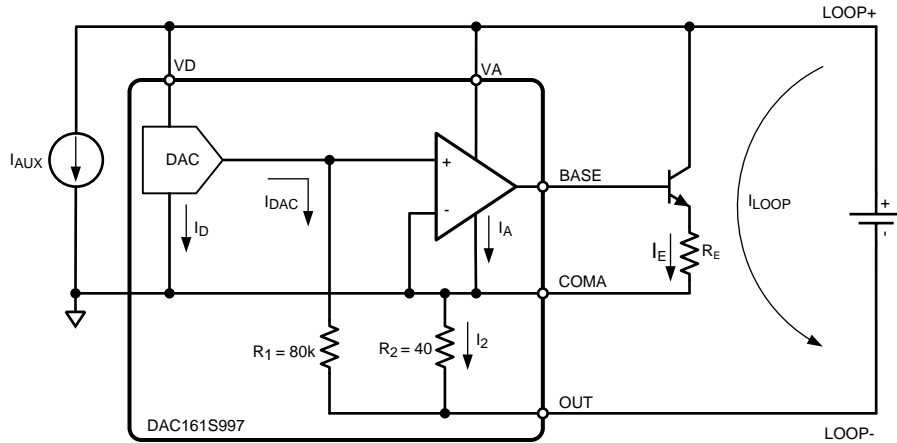 LOOP+
VD
VA
IAUX
DAC
+
-
BASE
IDAC
ID
IA
IE
RE
ILOOP
+
-
COMA
R1 = 80k
R2 = 40
I2
OUT
DAC161S997
LOOP-